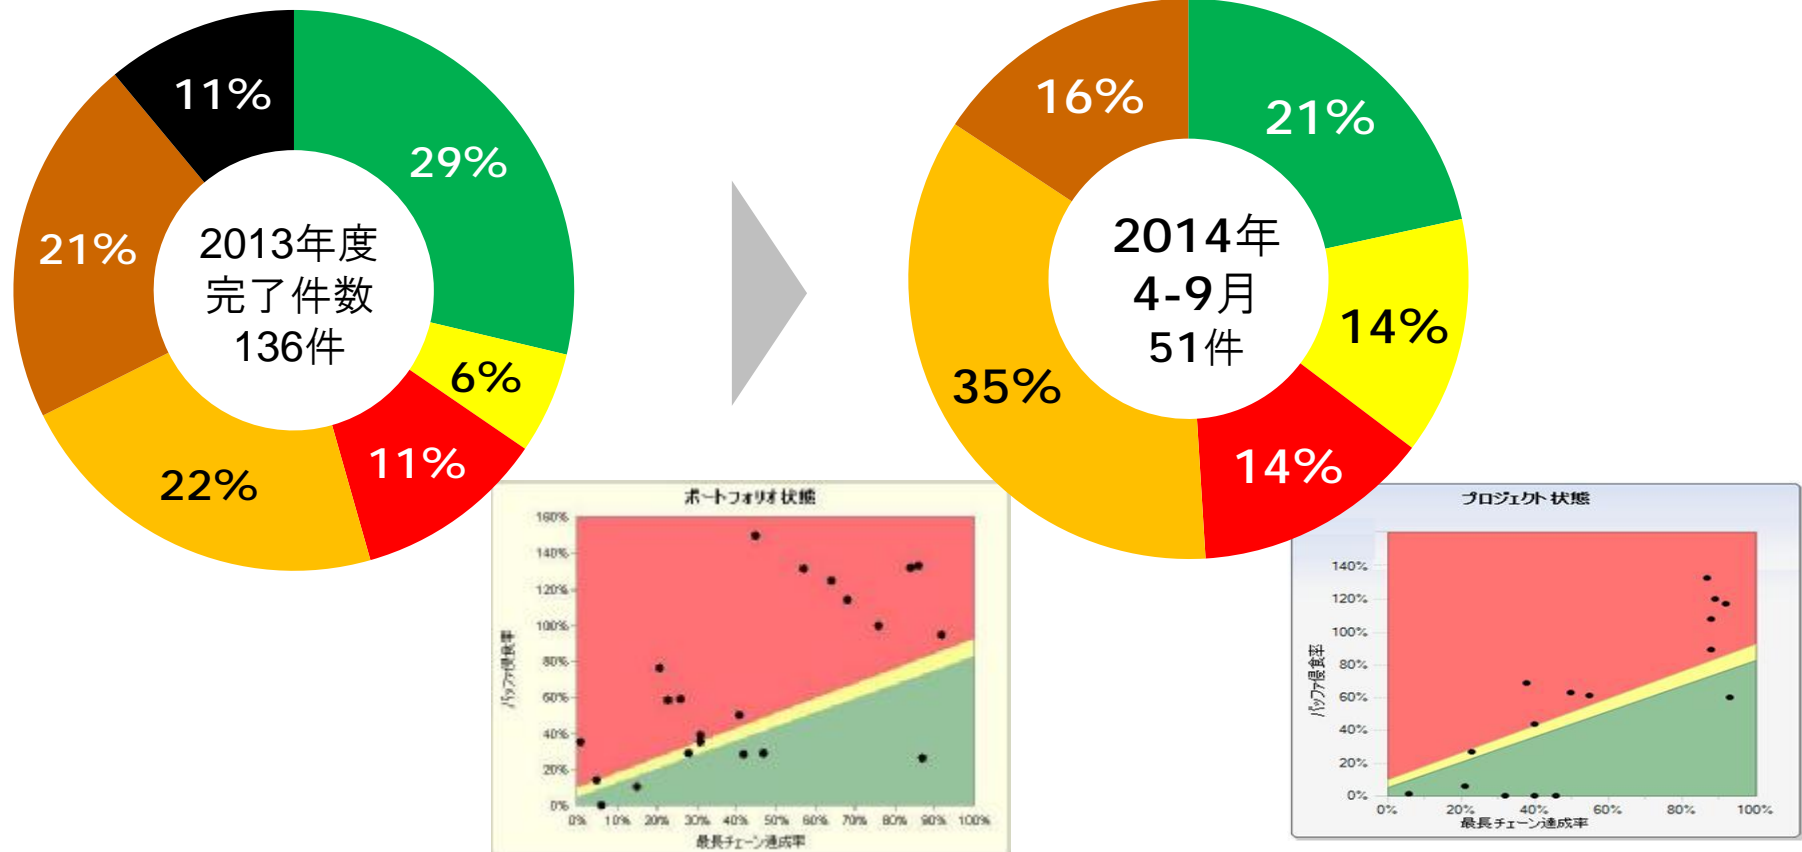 11%
29%
21%
2013年度
完了件数
136件
6%
11%
22%
16%
21%
2014年
4-9月
51件
14%
35%
14%
ポートフォリオ状態
160%
140%
120%
100%
80%
60%
40%
20%
0%
バッファ侵食率
0% 10% 20% 30% 40% 50% 60% 70% 80% 90% 100%
最長チェーン達成率
プロジェクト状態
140%
120%
100%
80%
60%
40%
20%
0%
バッファ侵食率
0% 20% 40% 60% 80% 100%
最長チェーン達成率